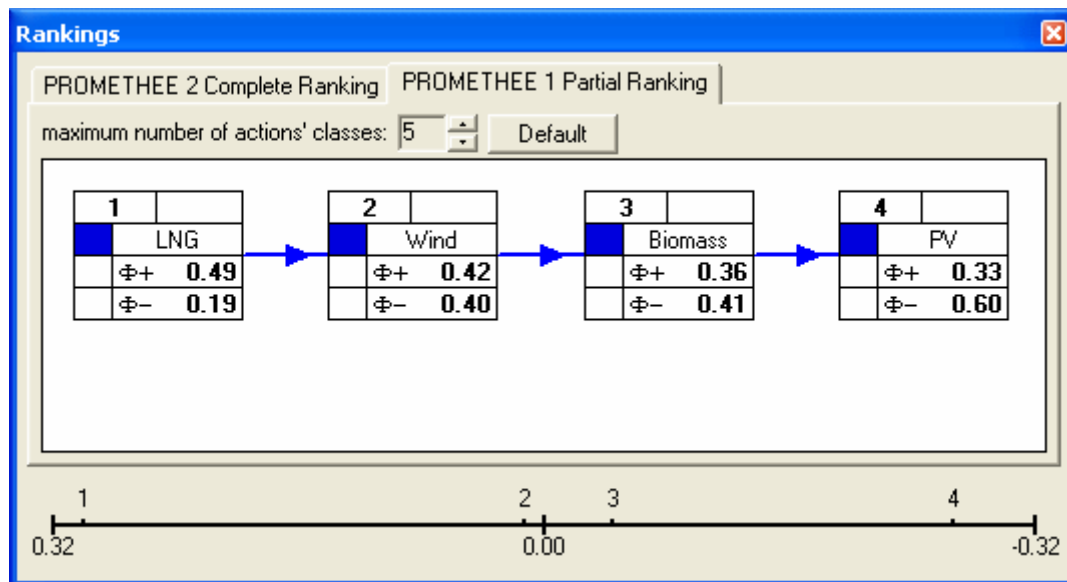 Rankings
PROMETHEE 2 Complete Ranking PROMETHEE 1 Partial Ranking
maximum number of actions' classes: 5 Default
1 2 3 4
LNG Wind Biomass PV
Φ+ 0.49 Φ+ 0.42 Φ+ 0.36 Φ+ 0.33
Φ− 0.19 Φ− 0.40 Φ− 0.41 Φ− 0.60
1 2 3 4
0.32 0.00 -0.32